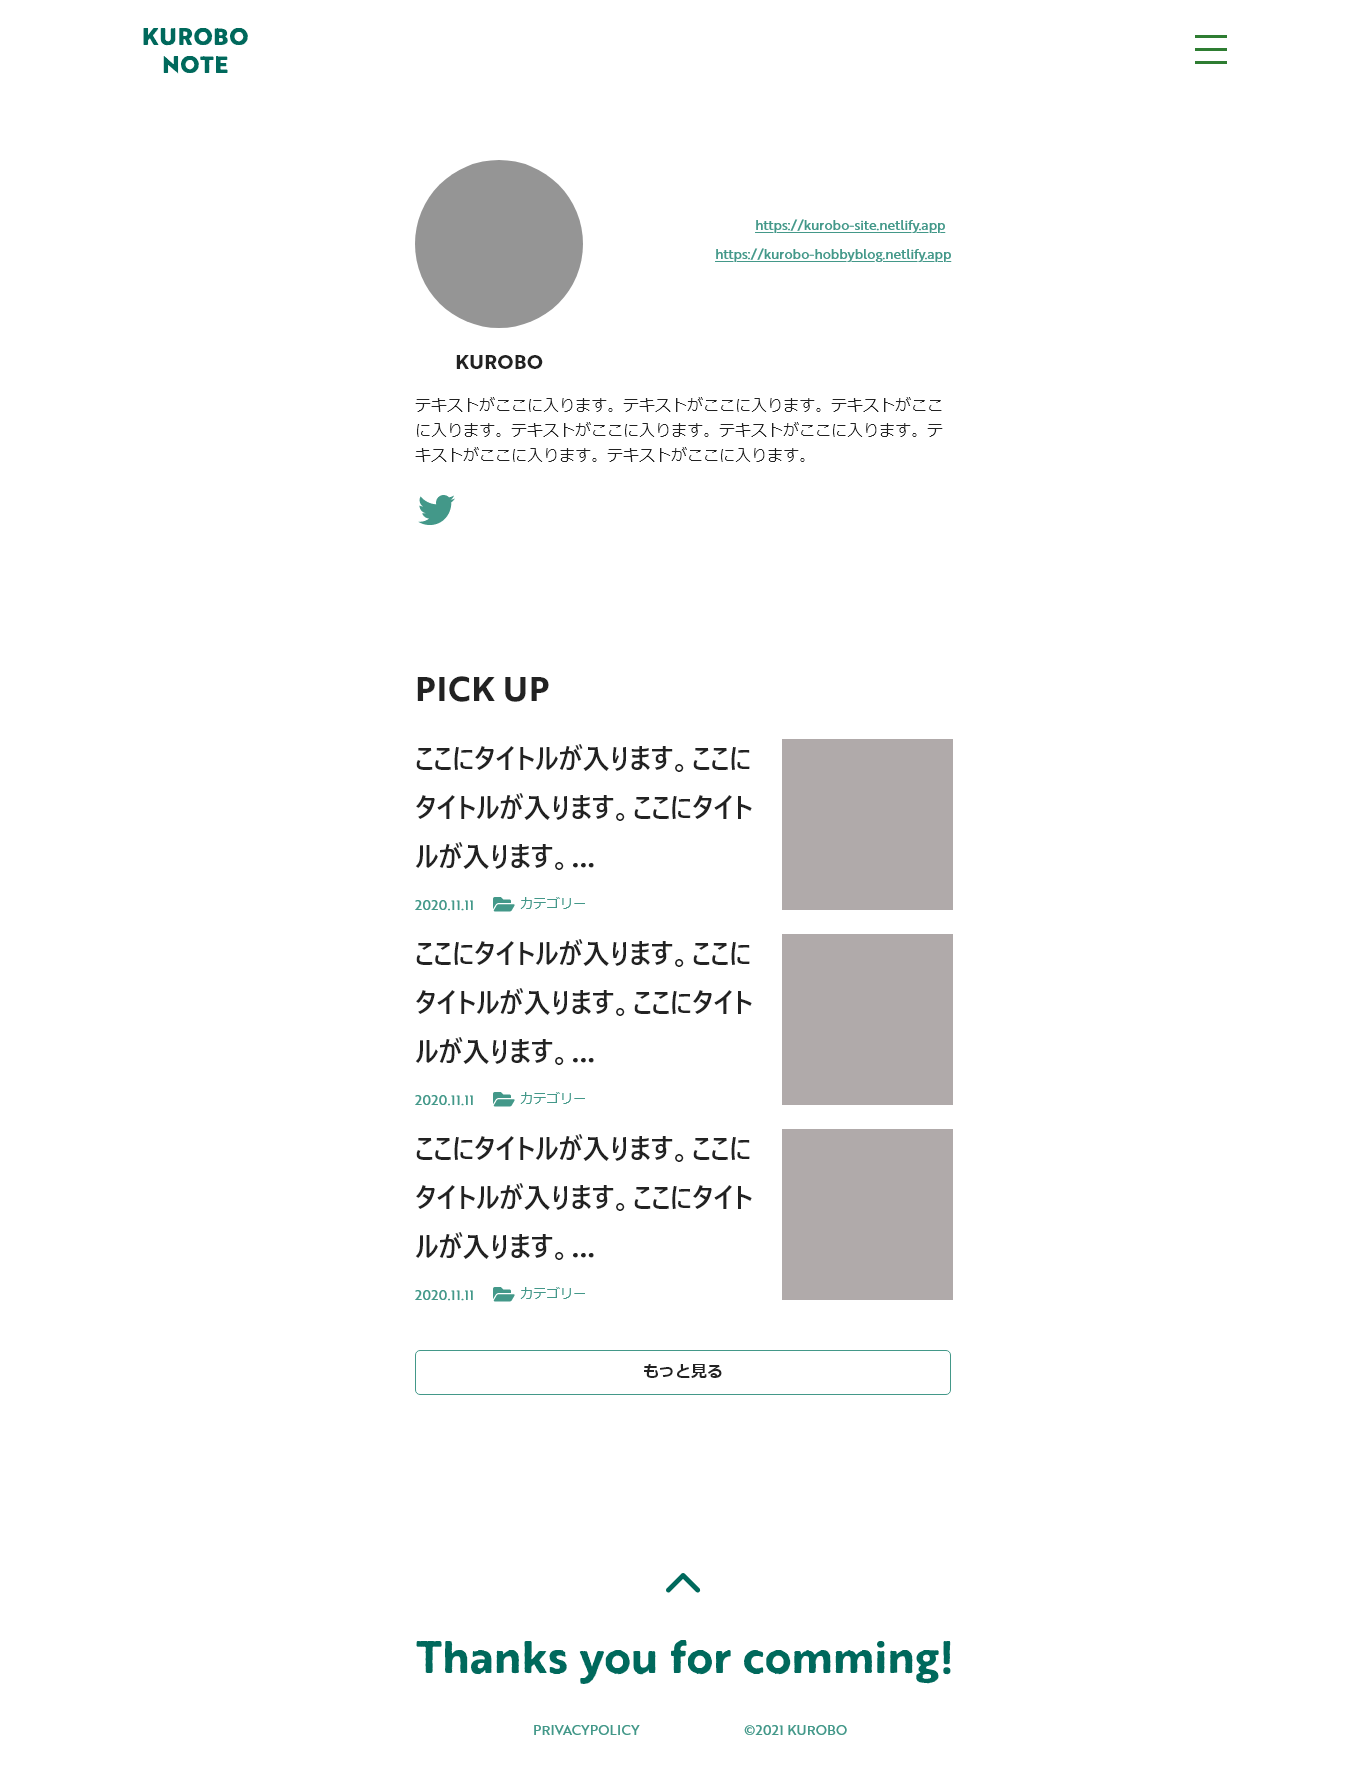 KUROBO
NOTE
https://kurobo-site.netlify.app
https://kurobo-hobbyblog.netlify.app
KUROBO
テキストがここに入ります。テキストがここに入ります。テキストがここ
に入ります。テキストがここに入ります。テキストがここに入ります。テ
キストがここに入ります。テキストがここに入ります。
PICK UP
ここにタイトルが入ります。ここに
タイトルが入ります。ここにタイト
ルが入ります。...
2020.11.11 カテゴリー
ここにタイトルが入ります。ここに
タイトルが入ります。ここにタイト
ルが入ります。...
2020.11.11 カテゴリー
ここにタイトルが入ります。ここに
タイトルが入ります。ここにタイト
ルが入ります。...
2020.11.11 カテゴリー
もっと見る
Thanks you for comming!
PRIVACYPOLICY ©2021 KUROBO